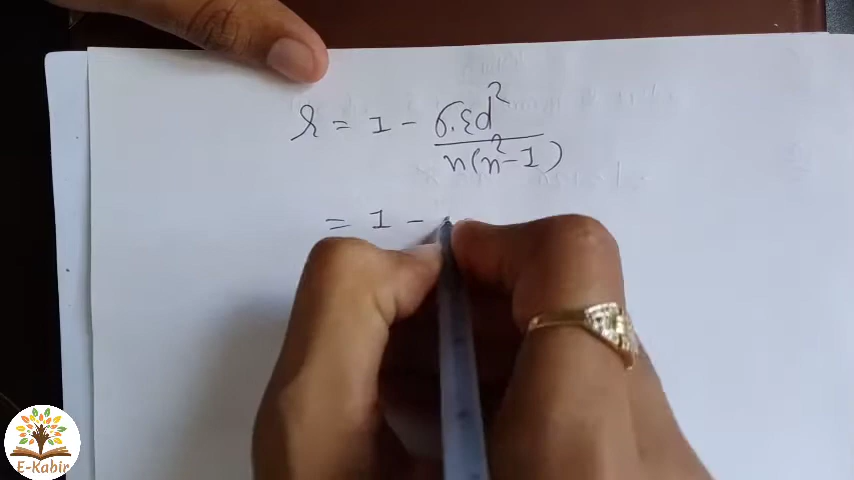 r = 1 - 6.Σd²
n(n²-1)
= 1 -
E-Kabir